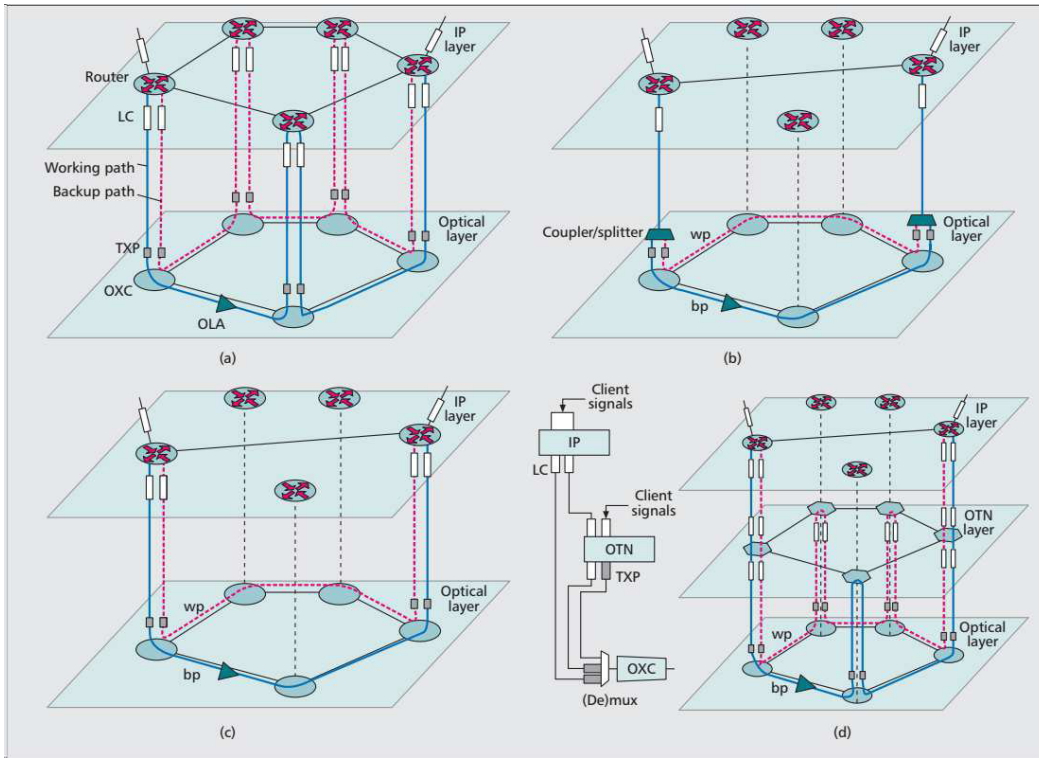 IP
layer
Router
LC
Working path
Backup path
Optical
layer
TXP
OXC
OLA
(a)
IP
layer
Coupler/splitter
wp
Optical
layer
bp
(b)
IP
layer
wp
Optical
layer
bp
(c)
Client
signals
IP
LC
Client
signals
OTN
TXP
OXC
(De)mux
IP
layer
OTN
layer
Optical
layer
wp
bp
(d)